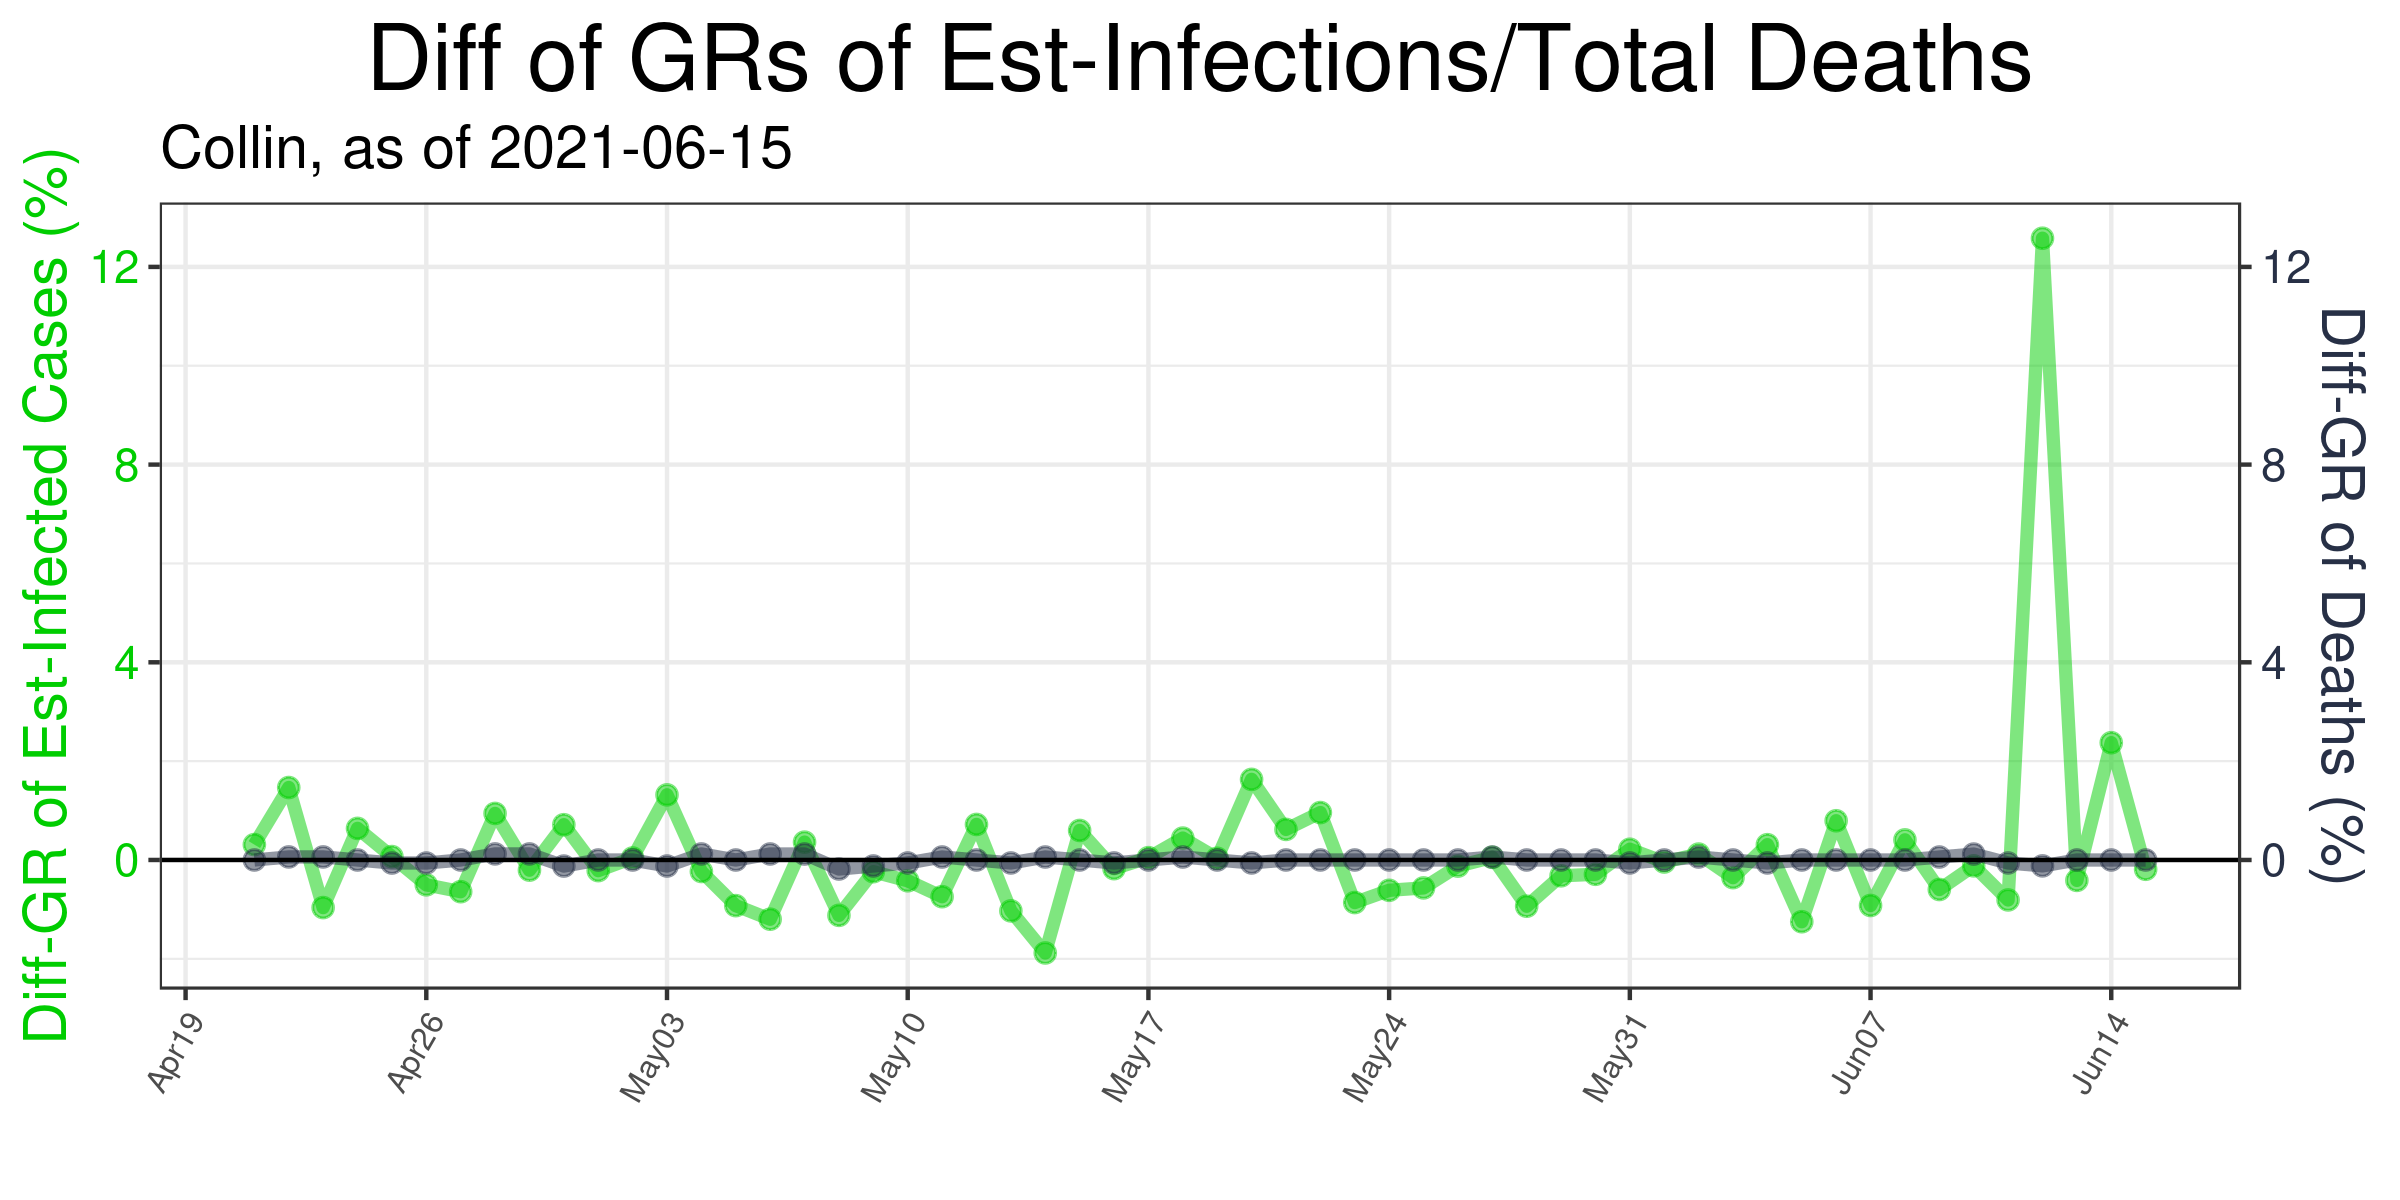 Diff of GRs of Est-Infections/Total Deaths
Collin, as of 2021-06-15
Diff-GR of Est-Infected Cases (%)
12
8
4
0
12
8
4
0
Diff-GR of Deaths (%)
Apr19
Apr26
May03
May10
May17
May24
May31
Jun07
Jun14